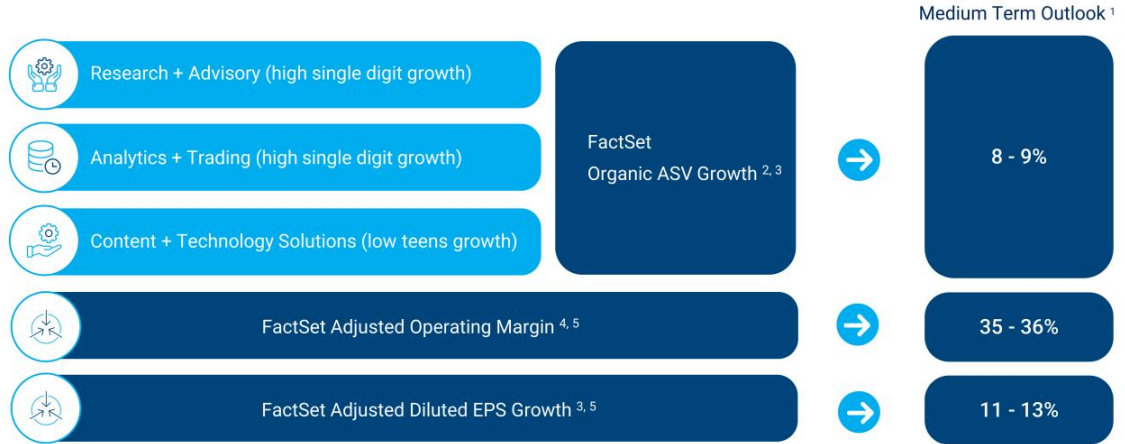 Medium Term Outlook ¹
Research + Advisory (high single digit growth)
Analytics + Trading (high single digit growth)
Content + Technology Solutions (low teens growth)
FactSet
Organic ASV Growth ²˒ ³
8 - 9%
FactSet Adjusted Operating Margin ⁴˒ ⁵
35 - 36%
FactSet Adjusted Diluted EPS Growth ³˒ ⁵
11 - 13%